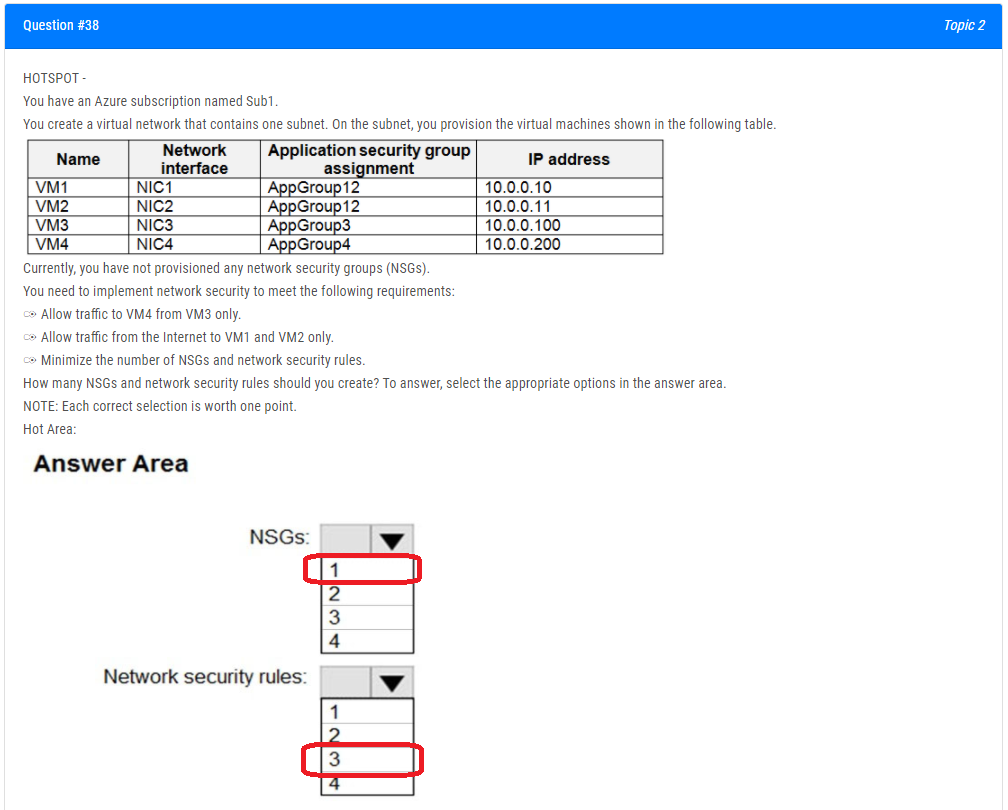 Question #38 Topic 2
HOTSPOT -
You have an Azure subscription named Sub1.
You create a virtual network that contains one subnet. On the subnet, you provision the virtual machines shown in the following table.
Name Network interface Application security group assignment IP address
VM1 NIC1 AppGroup12 10.0.0.10
VM2 NIC2 AppGroup12 10.0.0.11
VM3 NIC3 AppGroup3 10.0.0.100
VM4 NIC4 AppGroup4 10.0.0.200
Currently, you have not provisioned any network security groups (NSGs).
You need to implement network security to meet the following requirements:
Allow traffic to VM4 from VM3 only.
Allow traffic from the Internet to VM1 and VM2 only.
Minimize the number of NSGs and network security rules.
How many NSGs and network security rules should you create? To answer, select the appropriate options in the answer area.
NOTE: Each correct selection is worth one point.
Hot Area:
Answer Area
NSGs:
1
2
3
4
Network security rules:
1
2
3
4